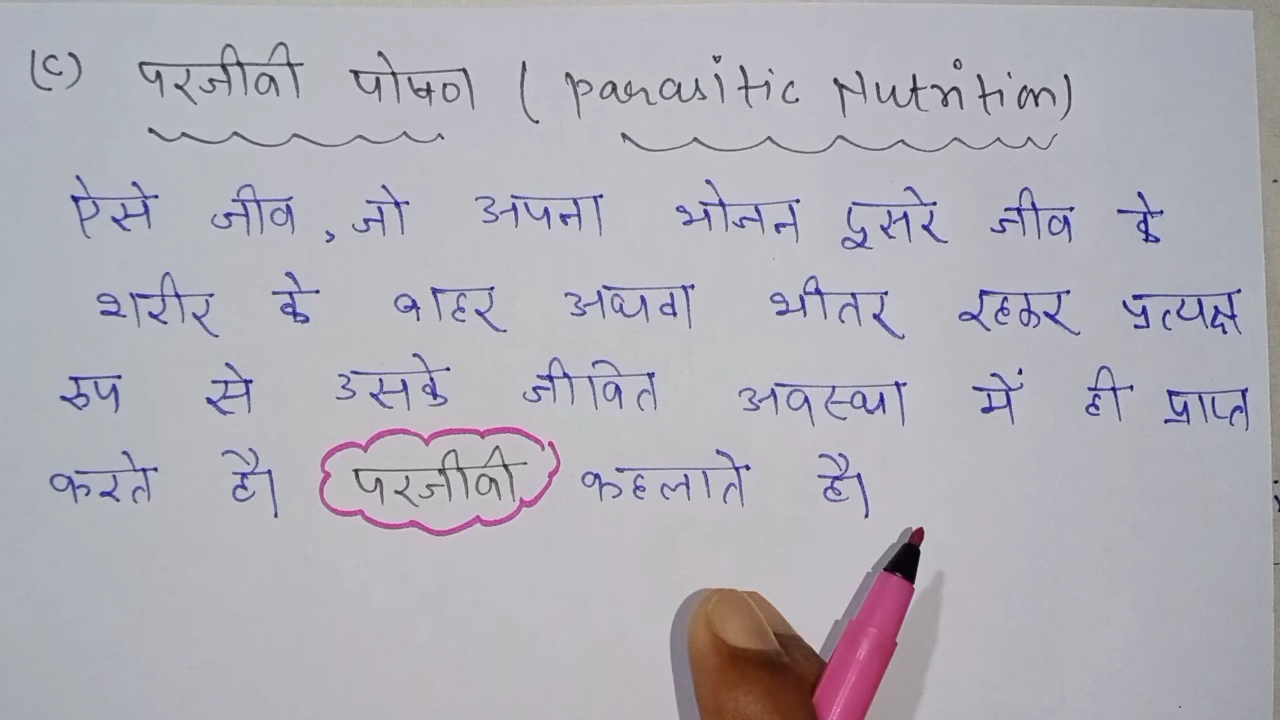 (c) परजीवी पोषण ( Parasitic Nutrition)
ऐसे जीव, जो अपना भोजन दूसरे जीव के
शरीर के बाहर अथवा भीतर रहकर प्रत्यक्ष
रुप से उसके जीवित अवस्था में ही प्राप्त
करते है। परजीवी कहलाते है।